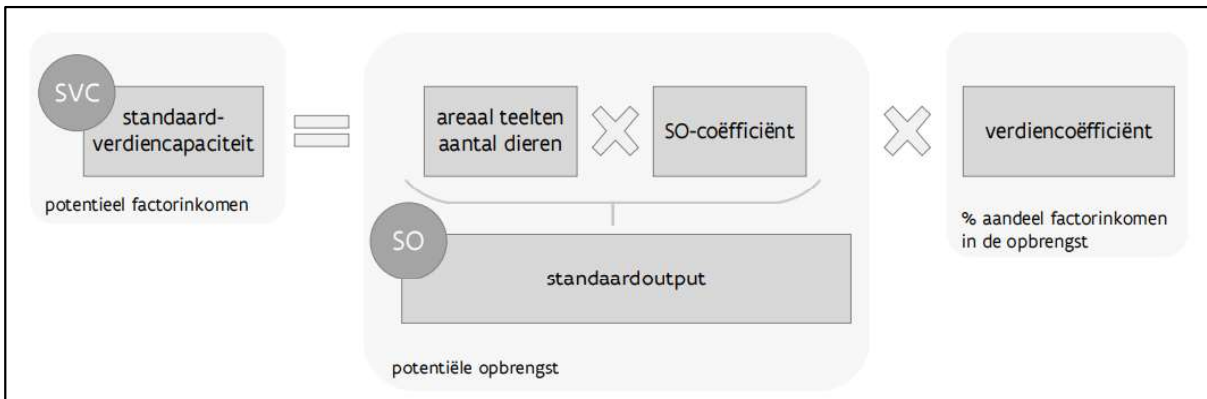 SVC
standaard-
verdiencapaciteit
potentieel factorinkomen
areaal teelten
aantal dieren
SO-coëfficiënt
SO
standaardoutput
potentiële opbrengst
verdiencoëfficiënt
% aandeel factorinkomen
in de opbrengst